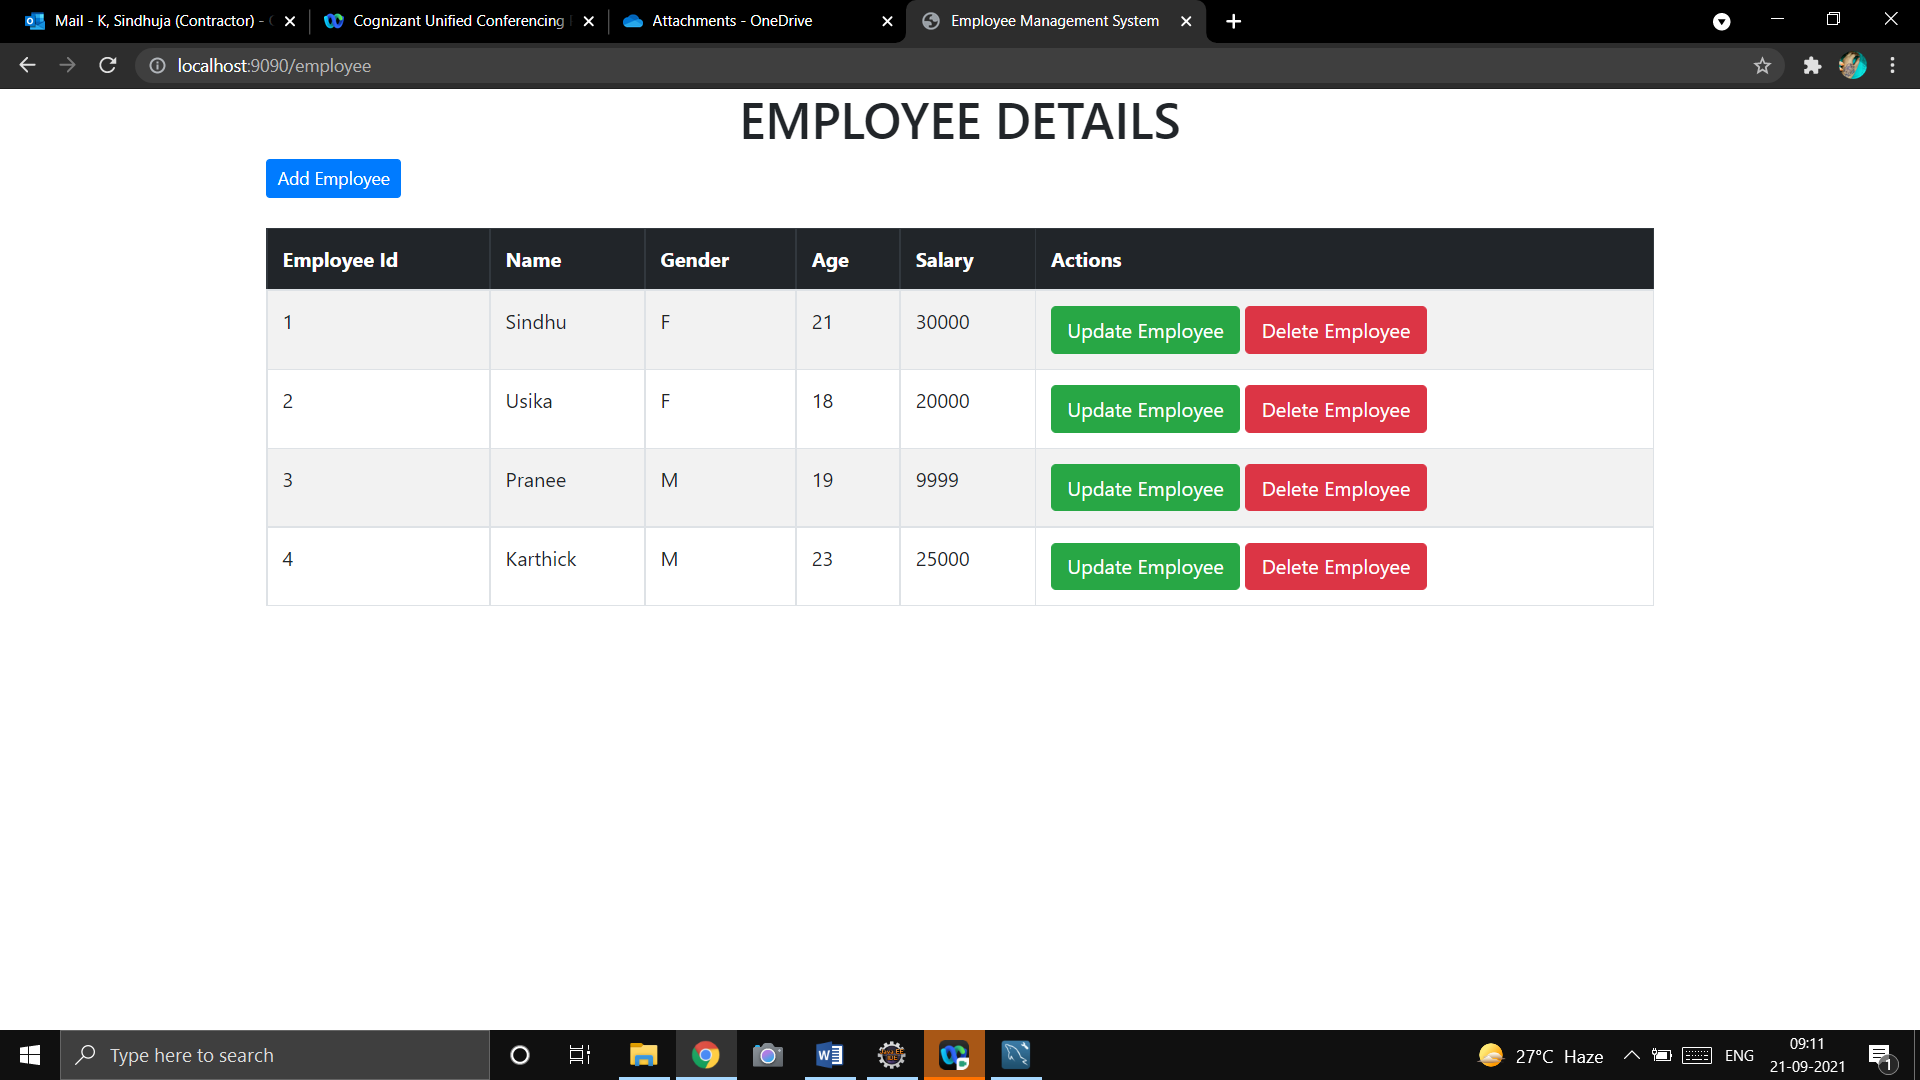 Mail - K, Sindhuja (Contractor) - Cognizant Unified Conferencing Attachments - OneDrive Employee Management System
localhost:9090/employee
EMPLOYEE DETAILS
Add Employee
Employee Id Name Gender Age Salary Actions
1 Sindhu F 21 30000 Update Employee Delete Employee
2 Usika F 18 20000 Update Employee Delete Employee
3 Pranee M 19 9999 Update Employee Delete Employee
4 Karthick M 23 25000 Update Employee Delete Employee
Type here to search 27°C Haze ENG 09:11
21-09-2021 1